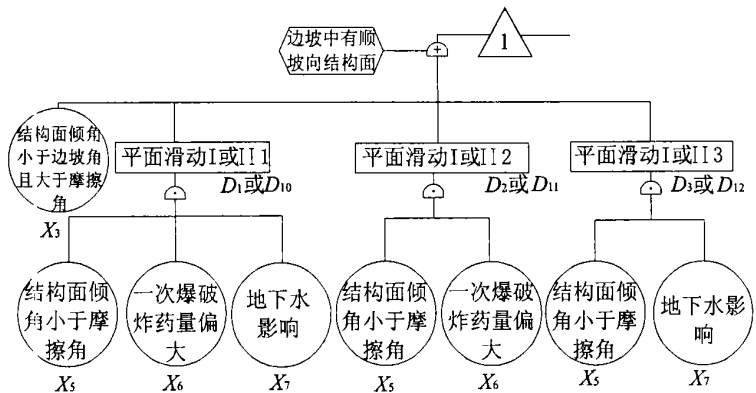 边坡中有顺
坡向结构面
+
1
结构面倾角
小于边坡角
且大于摩擦
角
X3
平面滑动I或II1
D1或D10
平面滑动I或II2
D2或D11
平面滑动I或II3
D3或D12
结构面倾
角小于摩
擦角
X5
一次爆破
炸药量偏
大
X6
地下水
影响
X7
结构面倾
角小于摩
擦角
X5
一次爆破
炸药量偏
大
X6
结构面倾
角小于摩
擦角
X5
地下水影
响
X7